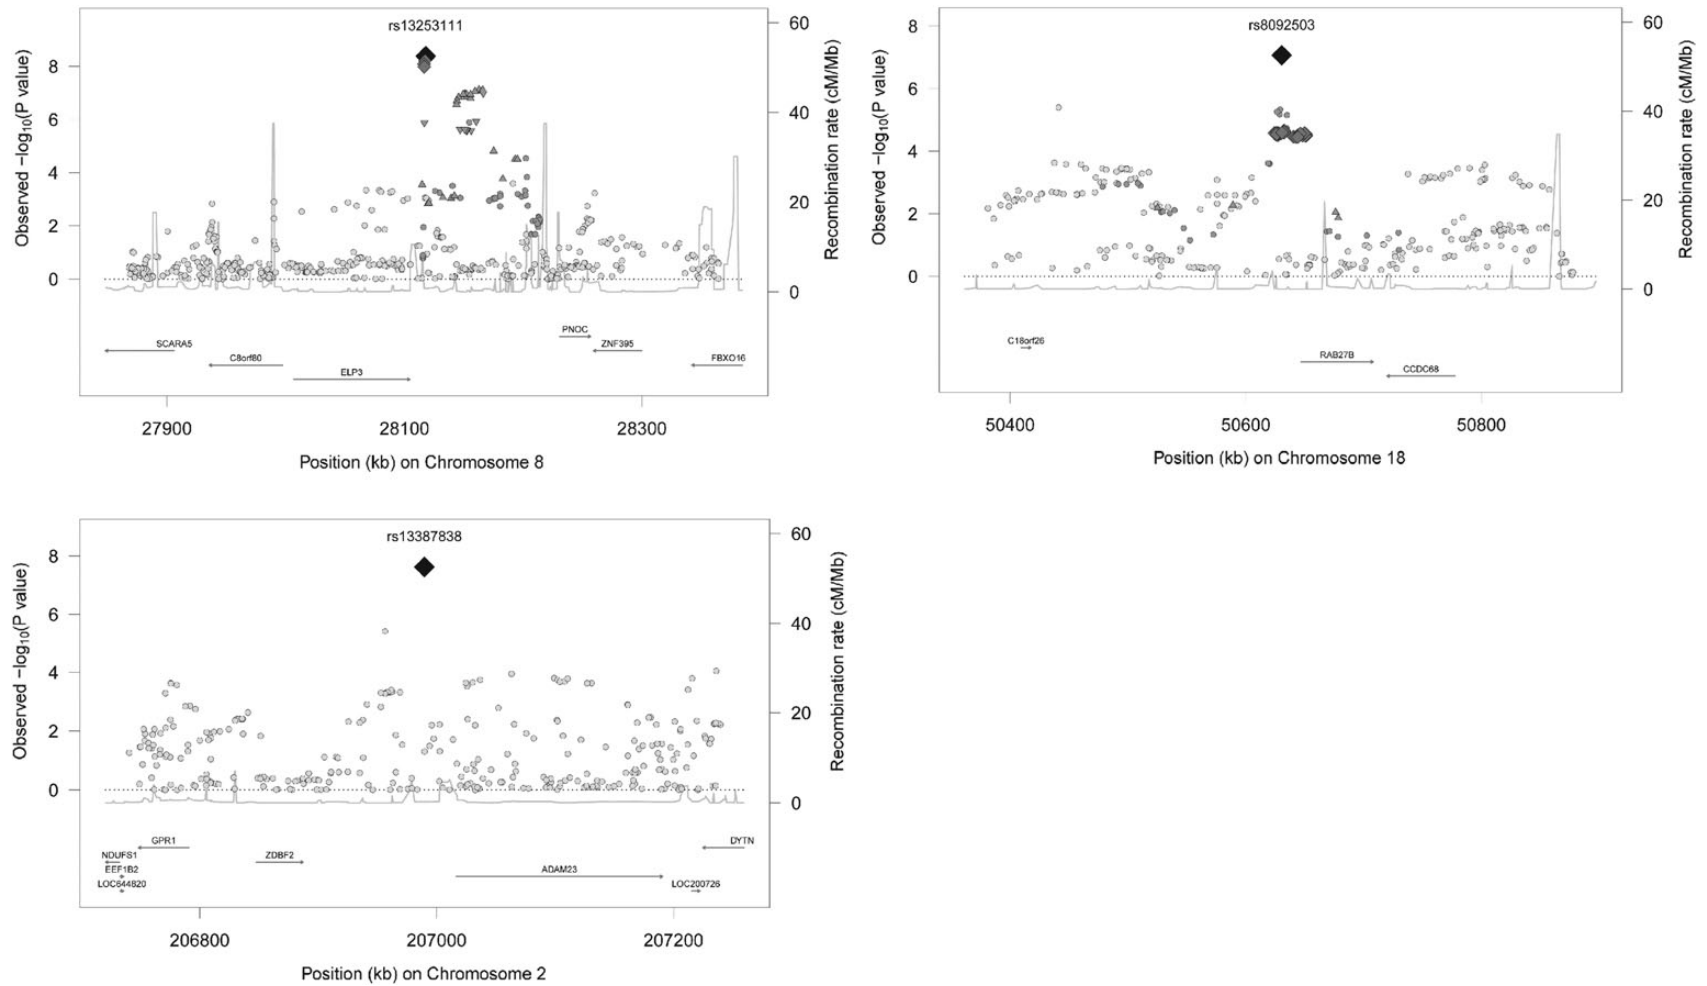 rs13253111
Observed −log10(P value)
8
6
4
2
0
60
40
20
0
Recombination rate (cM/Mb)
PNOC
SCARA5
ZNF395
C8orf80
FBXO16
ELP3
27900
28100
28300
Position (kb) on Chromosome 8
rs8092503
Observed −log10(P value)
8
6
4
2
0
60
40
20
0
Recombination rate (cM/Mb)
C18orf26
RAB27B
CCDC68
50400
50600
50800
Position (kb) on Chromosome 18
rs13387838
Observed −log10(P value)
8
6
4
2
0
60
40
20
0
Recombination rate (cM/Mb)
GPR1
DYTN
NDUFS1
ZDBF2
EEF1B2
ADAM23
LOC644820
LOC200726
206800
207000
207200
Position (kb) on Chromosome 2